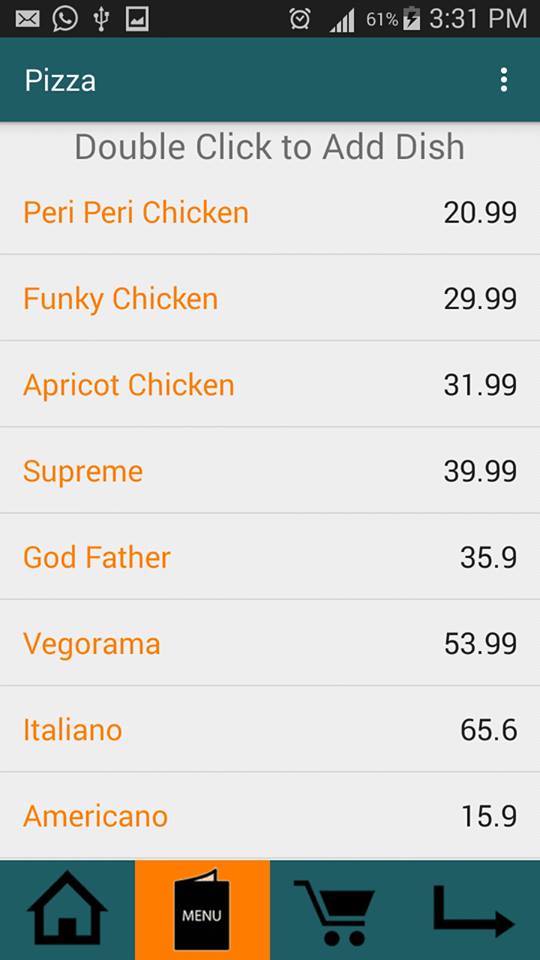 61% 3:31 PM
Pizza
Double Click to Add Dish
Peri Peri Chicken 20.99
Funky Chicken 29.99
Apricot Chicken 31.99
Supreme 39.99
God Father 35.9
Vegorama 53.99
Italiano 65.6
Americano 15.9
MENU